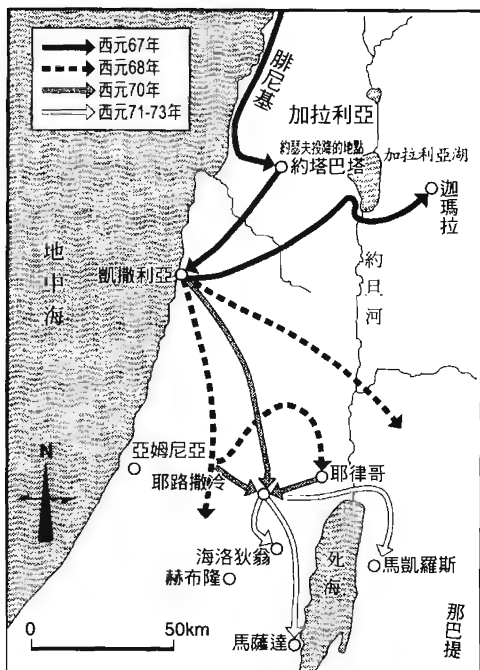 西元67年
西元68年
西元70年
西元71-73年
腓尼基
加拉利亞
約瑟夫投降的地點
約塔巴塔
加拉利亞湖
迦瑪拉
地中海
凱撒利亞
約旦河
N
亞姆尼亞
耶路撒冷
耶律哥
海洛狄翁
赫布隆
死海
馬凱羅斯
那巴提
馬薩達
0 50km